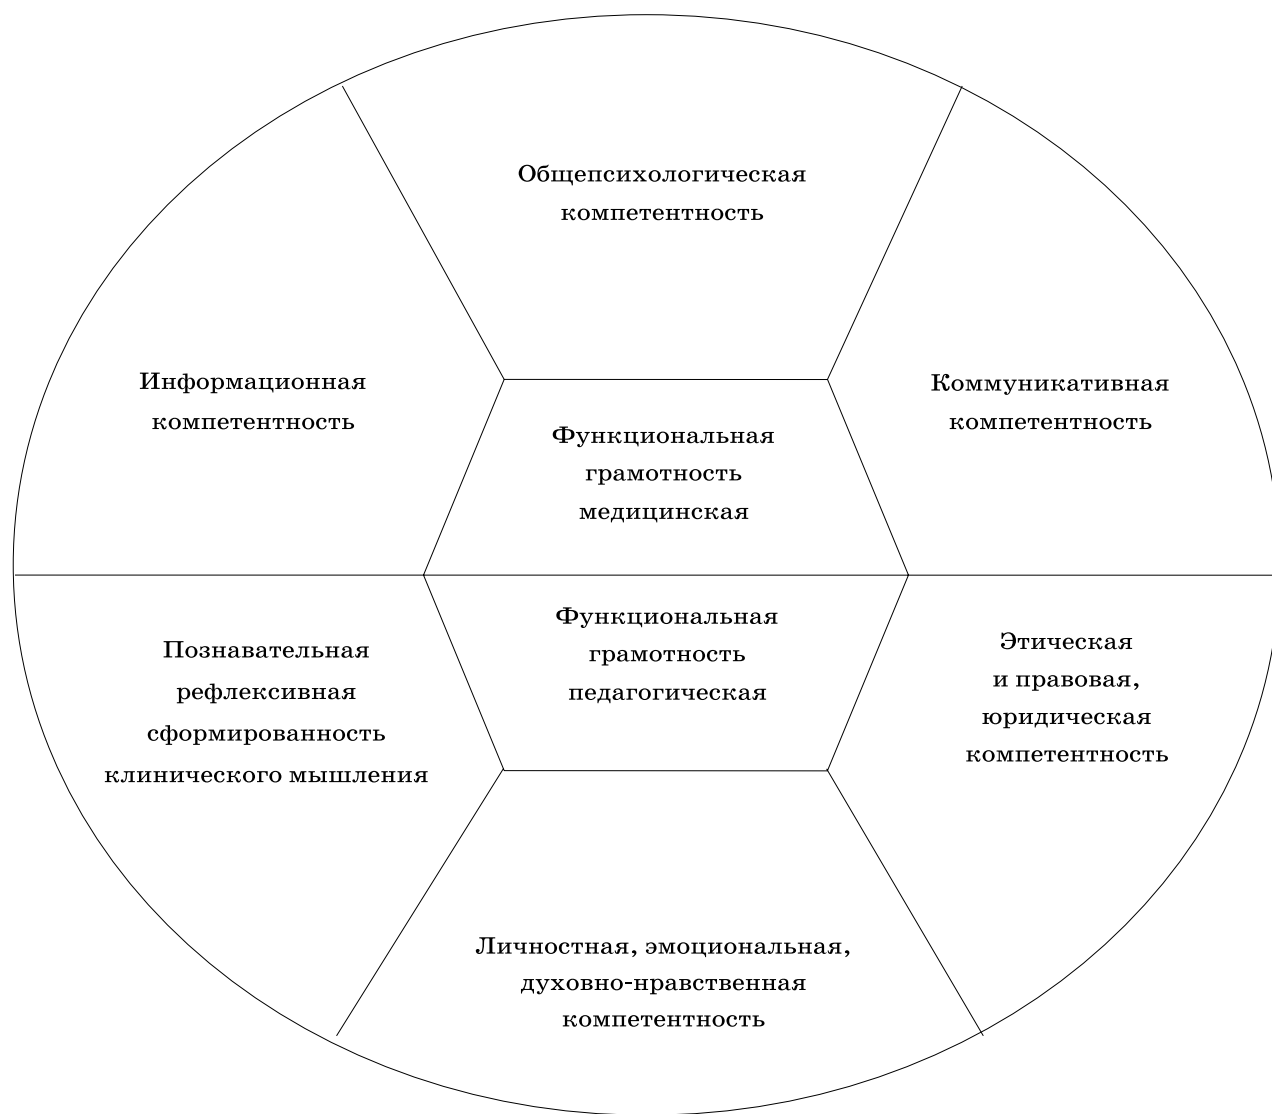 Общепсихологическая
компетентность
Информационная
компетентность
Коммуникативная
компетентность
Функциональная
грамотность
медицинская
Функциональная
грамотность
педагогическая
Познавательная
рефлексивная
сформированность
клинического мышления
Этическая
и правовая,
юридическая
компетентность
Личностная, эмоциональная,
духовно-нравственная
компетентность